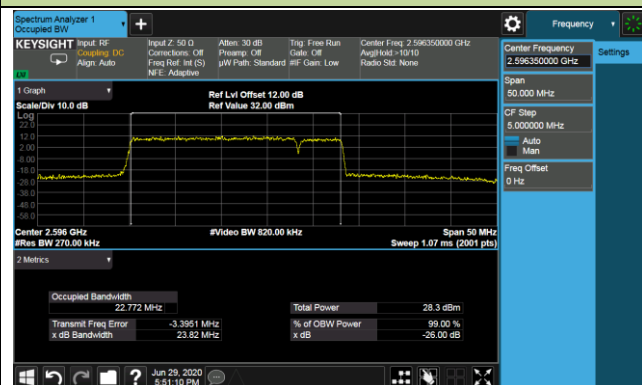 Spectrum Analyzer 1
Occupied BW
Frequency
KEYSIGHT
Input: RF
Coupling: DC
Align: Auto
Input Z: 50 Ω
Corrections: Off
Freq Ref: Int (S)
NFE: Adaptive
Atten: 30 dB
Preamp: Off
µW Path: Standard
Trig: Free Run
Gate: Off
#IF Gain: Low
Center Freq: 2.596350000 GHz
Avg|Hold:>10/10
Radio Std: None
Center Frequency
2.596350000 GHz
Settings
Span
50.000 MHz
CF Step
5.000000 MHz
Auto
Man
Freq Offset
0 Hz
1 Graph
Scale/Div 10.0 dB
Ref Lvl Offset 12.00 dB
Ref Value 32.00 dBm
Log
22.0
12.0
2.00
-8.00
-18.0
-28.0
-38.0
-48.0
-58.0
Center 2.596 GHz
#Res BW 270.00 kHz
#Video BW 820.00 kHz
Span 50 MHz
Sweep 1.07 ms (2001 pts)
2 Metrics
Occupied Bandwidth
22.772 MHz
Total Power 28.3 dBm
Transmit Freq Error -3.3951 MHz
% of OBW Power 99.00 %
x dB Bandwidth 23.82 MHz
x dB -26.00 dB
Jun 29, 2020
5:51:10 PM